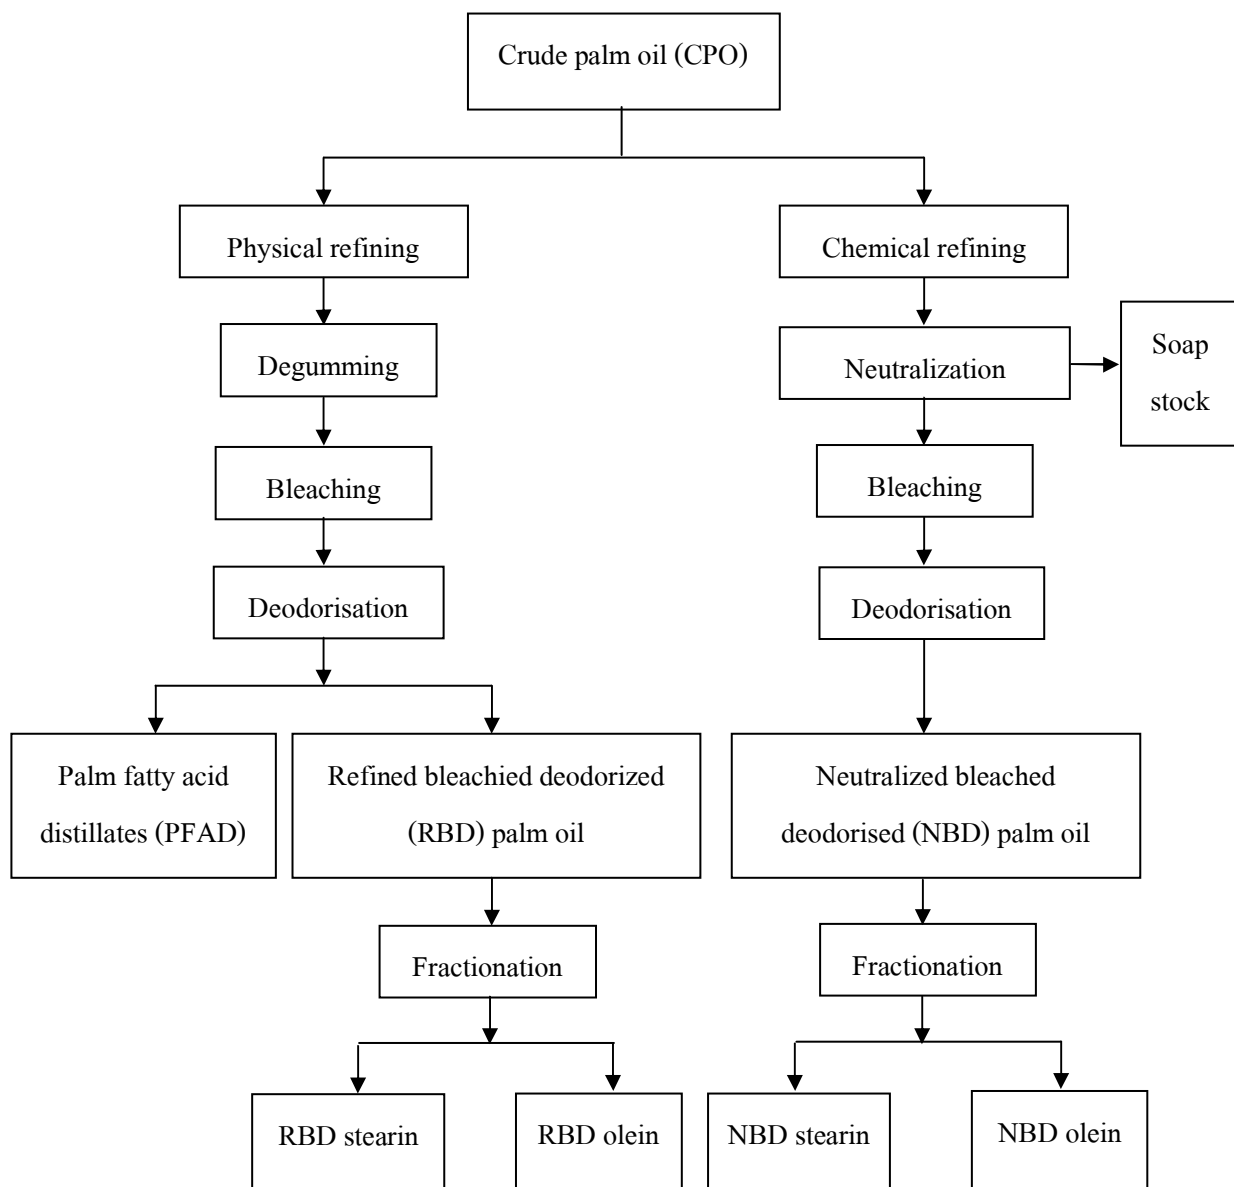 Crude palm oil (CPO)
Physical refining
Chemical refining
Degumming
Neutralization
Soap
stock
Bleaching
Bleaching
Deodorisation
Deodorisation
Palm fatty acid
distillates (PFAD)
Refined bleachied deodorized
(RBD) palm oil
Neutralized bleached
deodorised (NBD) palm oil
Fractionation
Fractionation
RBD stearin
RBD olein
NBD stearin
NBD olein